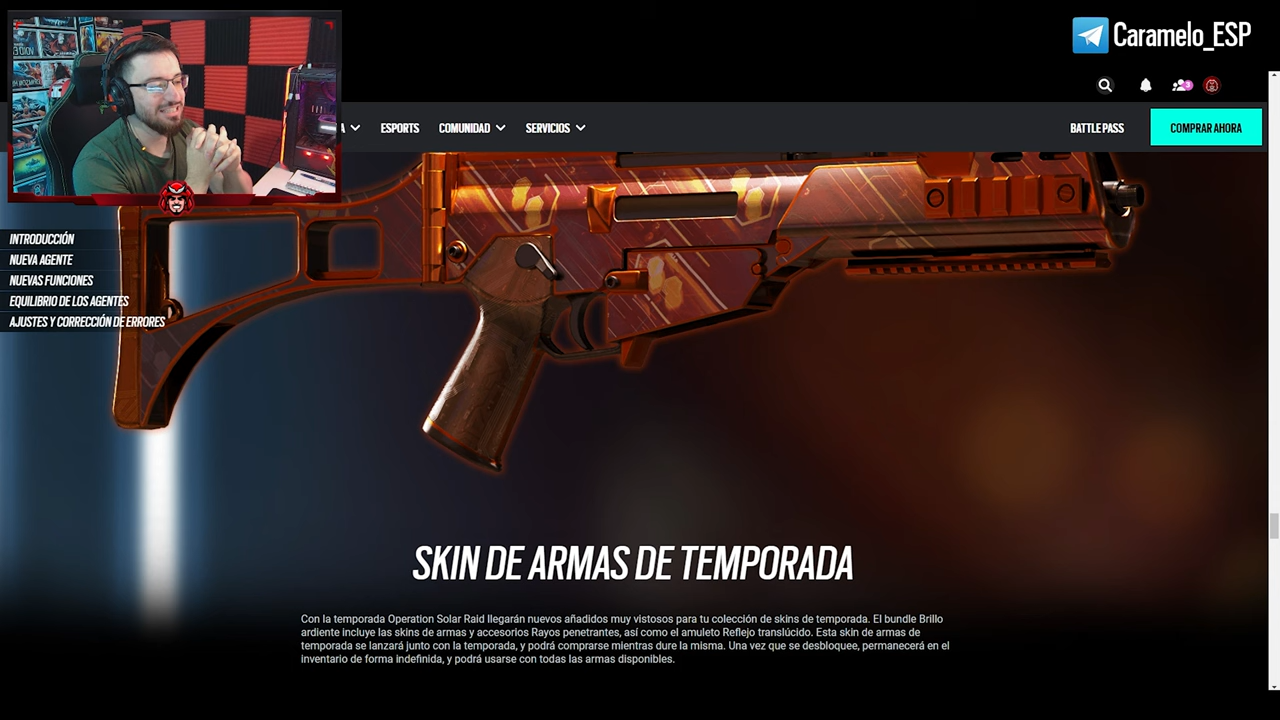 Caramelo_ESP
3
A
ESPORTS
COMUNIDAD
SERVICIOS
BATTLE PASS
COMPRAR AHORA
INTRODUCCIÓN
NUEVA AGENTE
NUEVAS FUNCIONES
EQUILIBRIO DE LOS AGENTES
AJUSTES Y CORRECCIÓN DE ERRORES
SKIN DE ARMAS DE TEMPORADA
Con la temporada Operation Solar Raid llegarán nuevos añadidos muy vistosos para tu colección de skins de temporada. El bundle Brillo
ardiente incluye las skins de armas y accesorios Rayos penetrantes, así como el amuleto Reflejo translúcido. Esta skin de armas de
temporada se lanzará junto con la temporada, y podrá comprarse mientras dure la misma. Una vez que se desbloquee, permanecerá en el
inventario de forma indefinida, y podrá usarse con todas las armas disponibles.